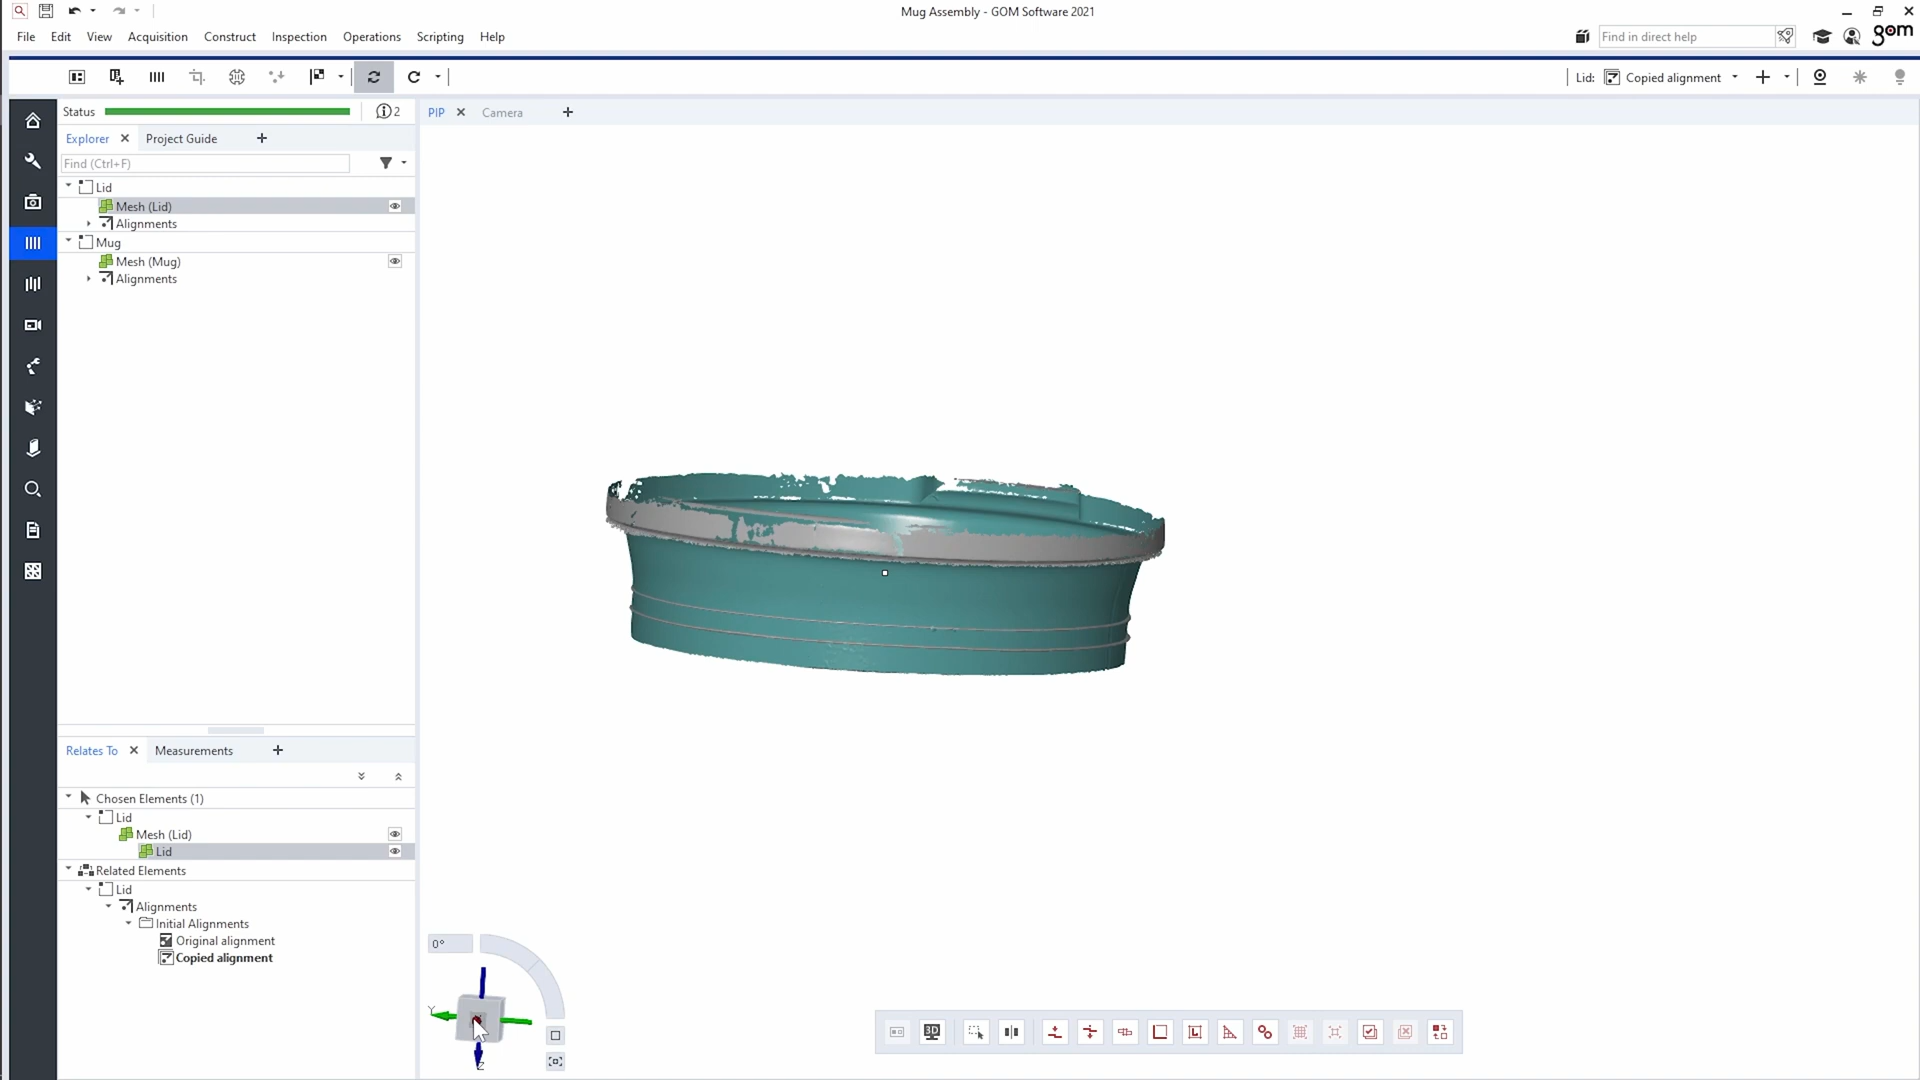 Mug Assembly - GOM Software 2021
File Edit View Acquisition Construct Inspection Operations Scripting Help
Find in direct help
gom
Lid: Copied alignment
Status
2
PIP
Camera
Explorer
Project Guide
Find (Ctrl+F)
Lid
Mesh (Lid)
Alignments
Mug
Mesh (Mug)
Alignments
Relates To
Measurements
Chosen Elements (1)
Lid
Mesh (Lid)
Lid
Related Elements
Lid
Alignments
Initial Alignments
Original alignment
Copied alignment
0°
Y
Z
3D